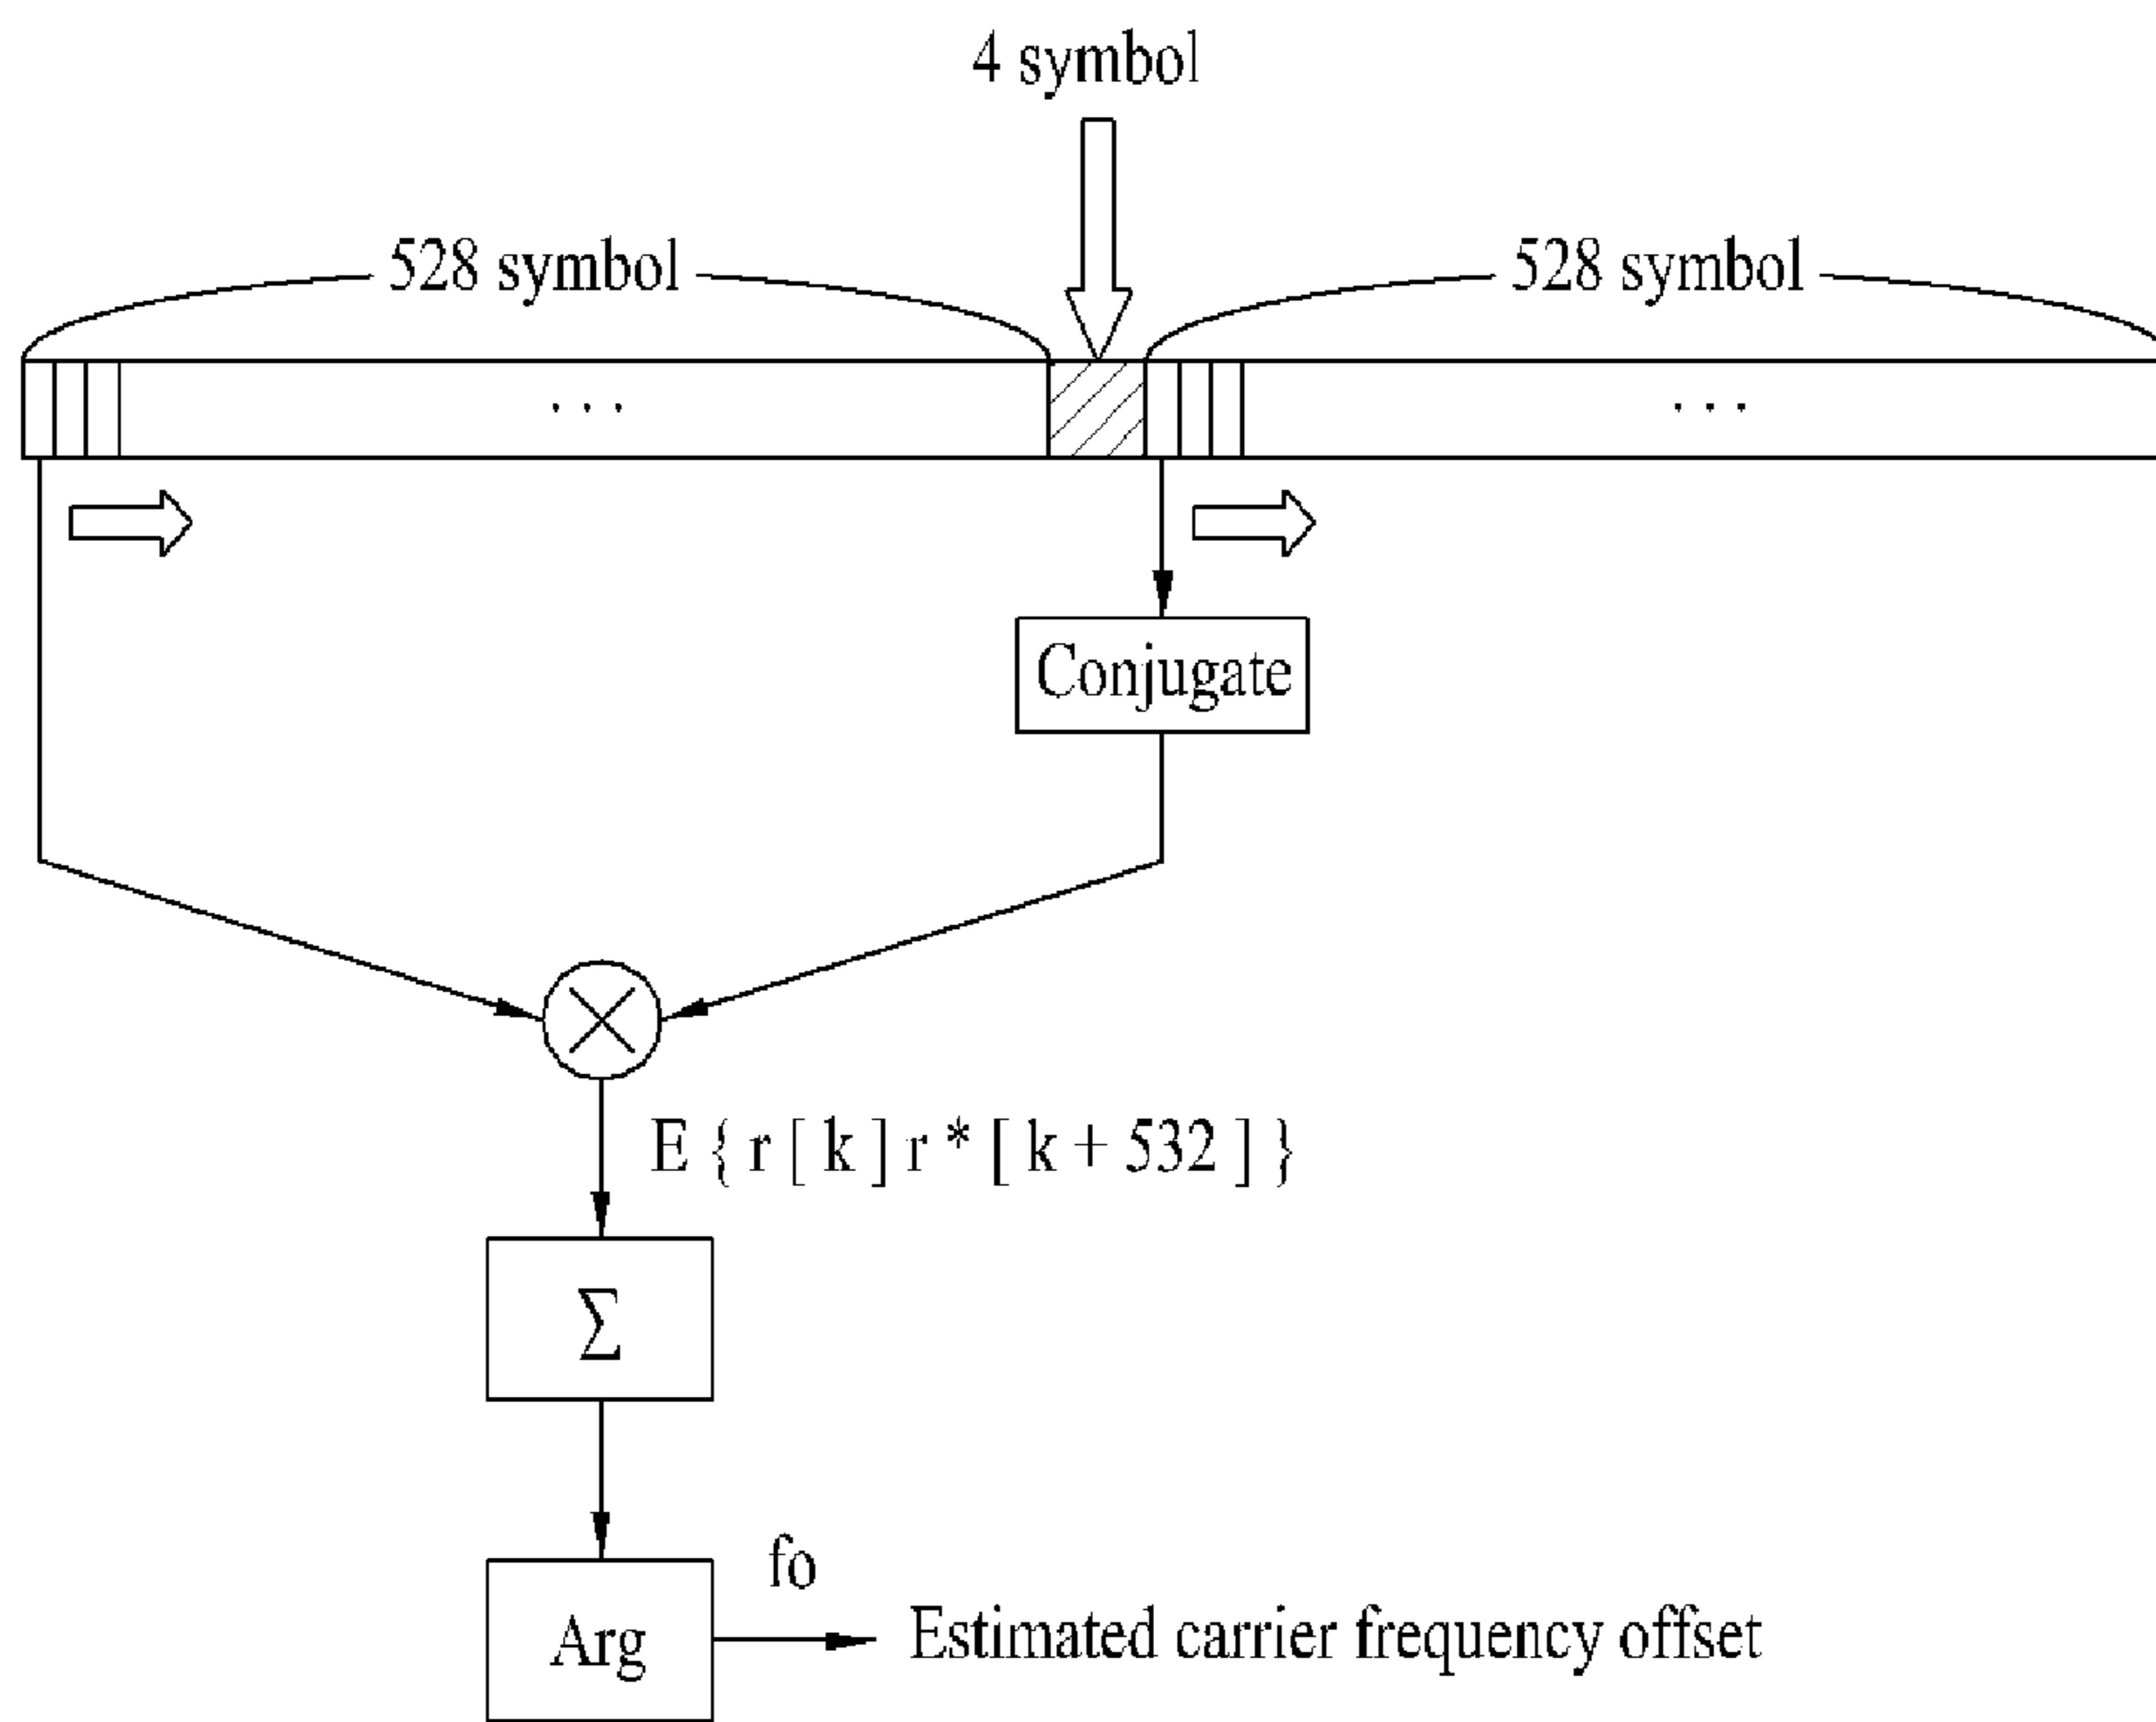 4 symbol
528 symbol
528 symbol
. . .
. . .
Conjugate
E { r [ k ] r * [ k + 532 ] }
Σ
fo
Arg
Estimated carrier frequency offset